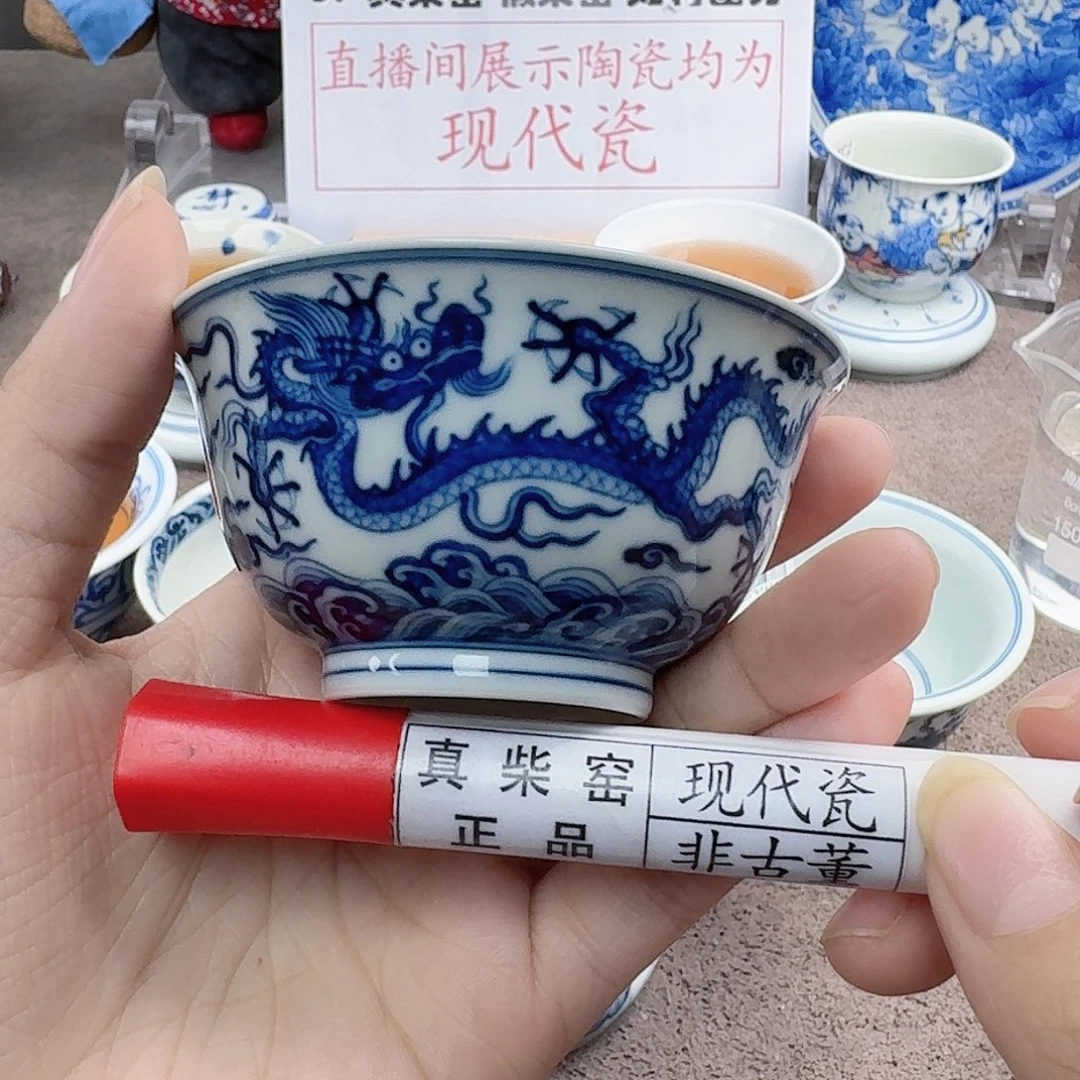 直播间展示陶瓷均为
现代瓷
真柴窑
正品
现代瓷
非古董